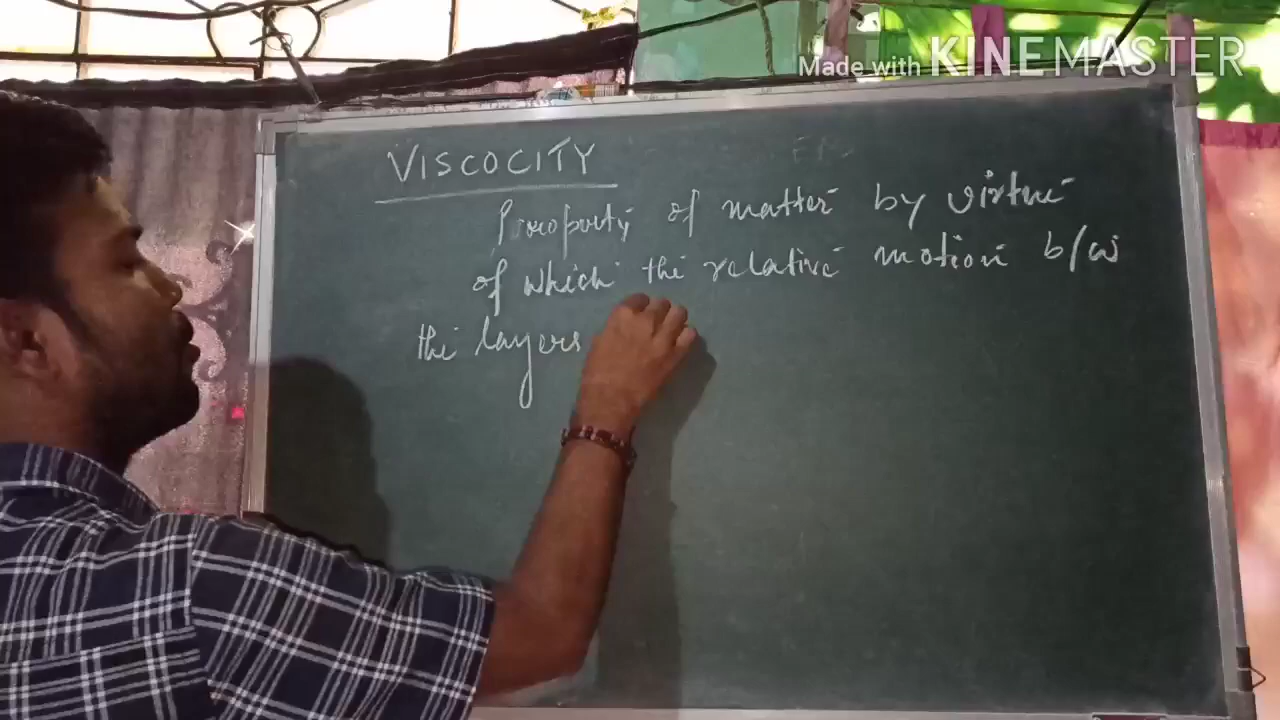 Made with KINEMASTER
VISCOCITY
Property of matter by virtue
of which the relative motion b/w
the layers